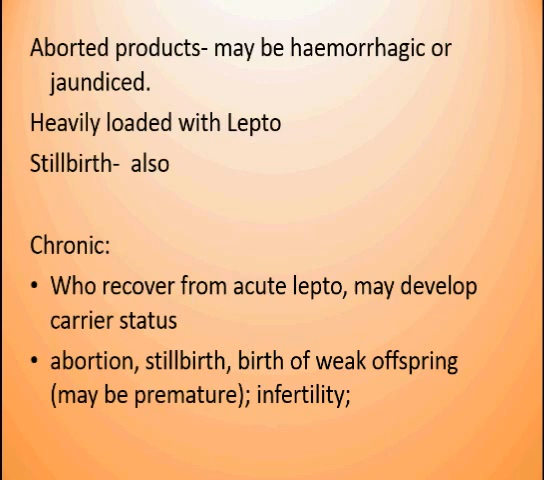 Aborted products- may be haemorrhagic or
jaundiced.
Heavily loaded with Lepto
Stillbirth-  also
Chronic:
• Who recover from acute lepto, may develop
carrier status
• abortion, stillbirth, birth of weak offspring
(may be premature); infertility;